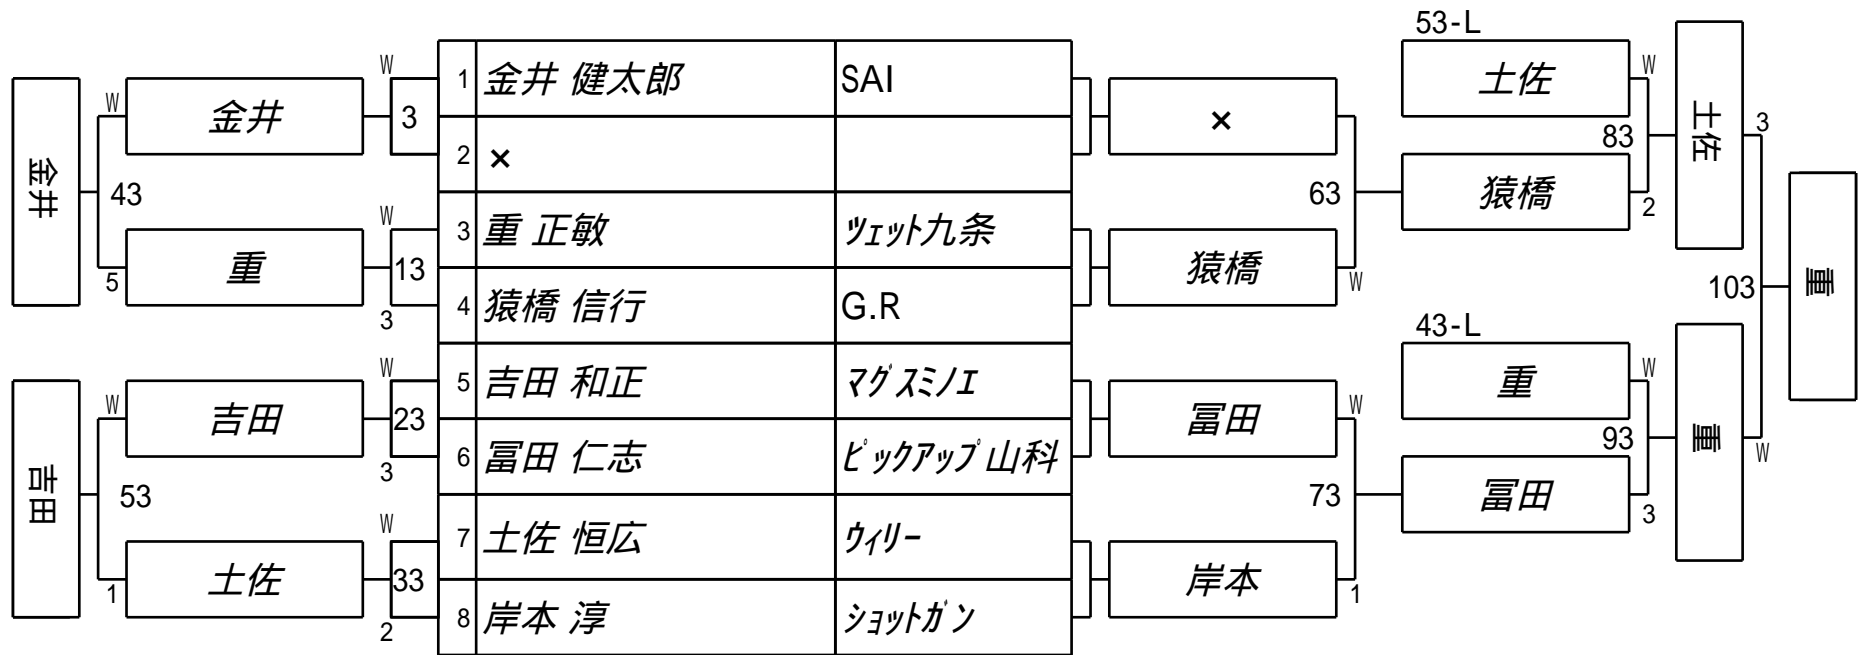 53-L
W
1 金井 健太郎 SAI
土佐
W
W
金井
3
×
土佐
3
83
2 ×
金井
43
63
猿橋
2
W
3 重 正敏 ツェット九条
5
重
13
猿橋
W
103
重
3
4 猿橋 信行 G.R
43-L
W
5 吉田 和正 マグスミノエ
重
W
W
吉田
23
冨田
W
93
重
W
3
6 冨田 仁志 ピックアップ山科
吉田
53
73
冨田
3
W
7 土佐 恒広 ウィリー
1
土佐
33
岸本
1
2
8 岸本 淳 ショットガン